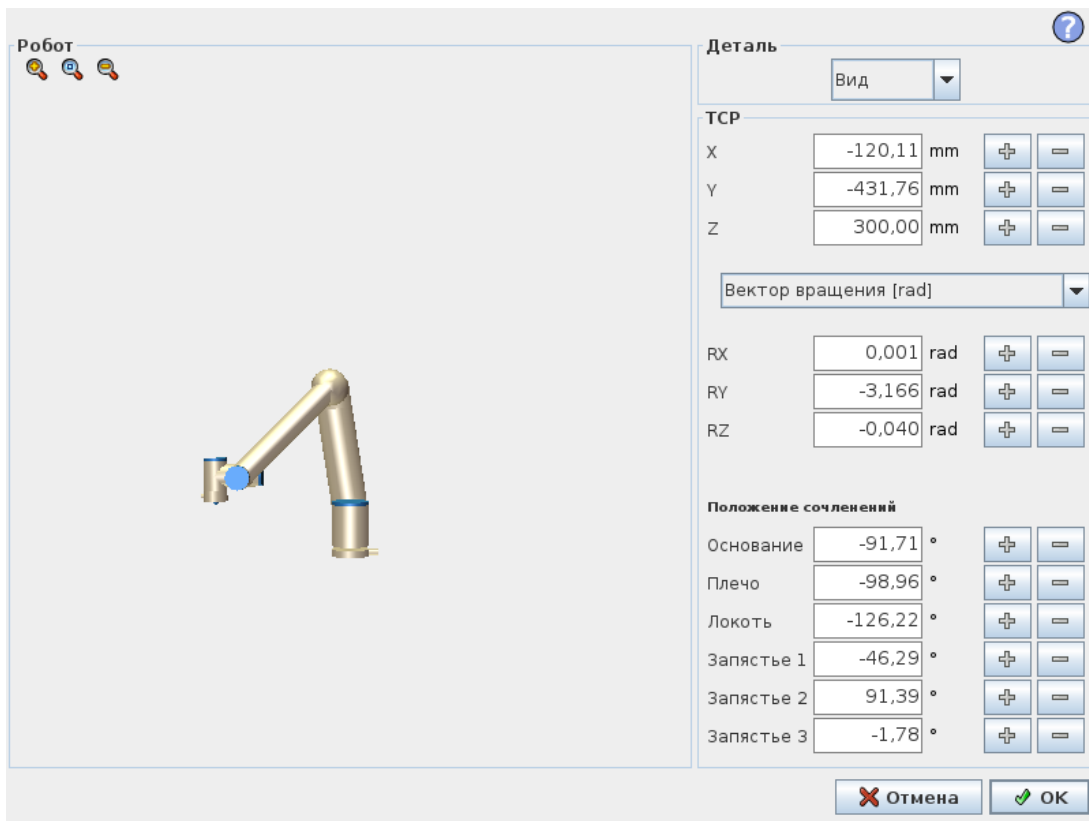 Робот
Деталь
Вид
TCP
X -120,11 mm
Y -431,76 mm
Z 300,00 mm
Вектор вращения [rad]
RX 0,001 rad
RY -3,166 rad
RZ -0,040 rad
Положение сочленений
Основание -91,71 °
Плечо -98,96 °
Локоть -126,22 °
Запястье 1 -46,29 °
Запястье 2 91,39 °
Запястье 3 -1,78 °
Отмена OK